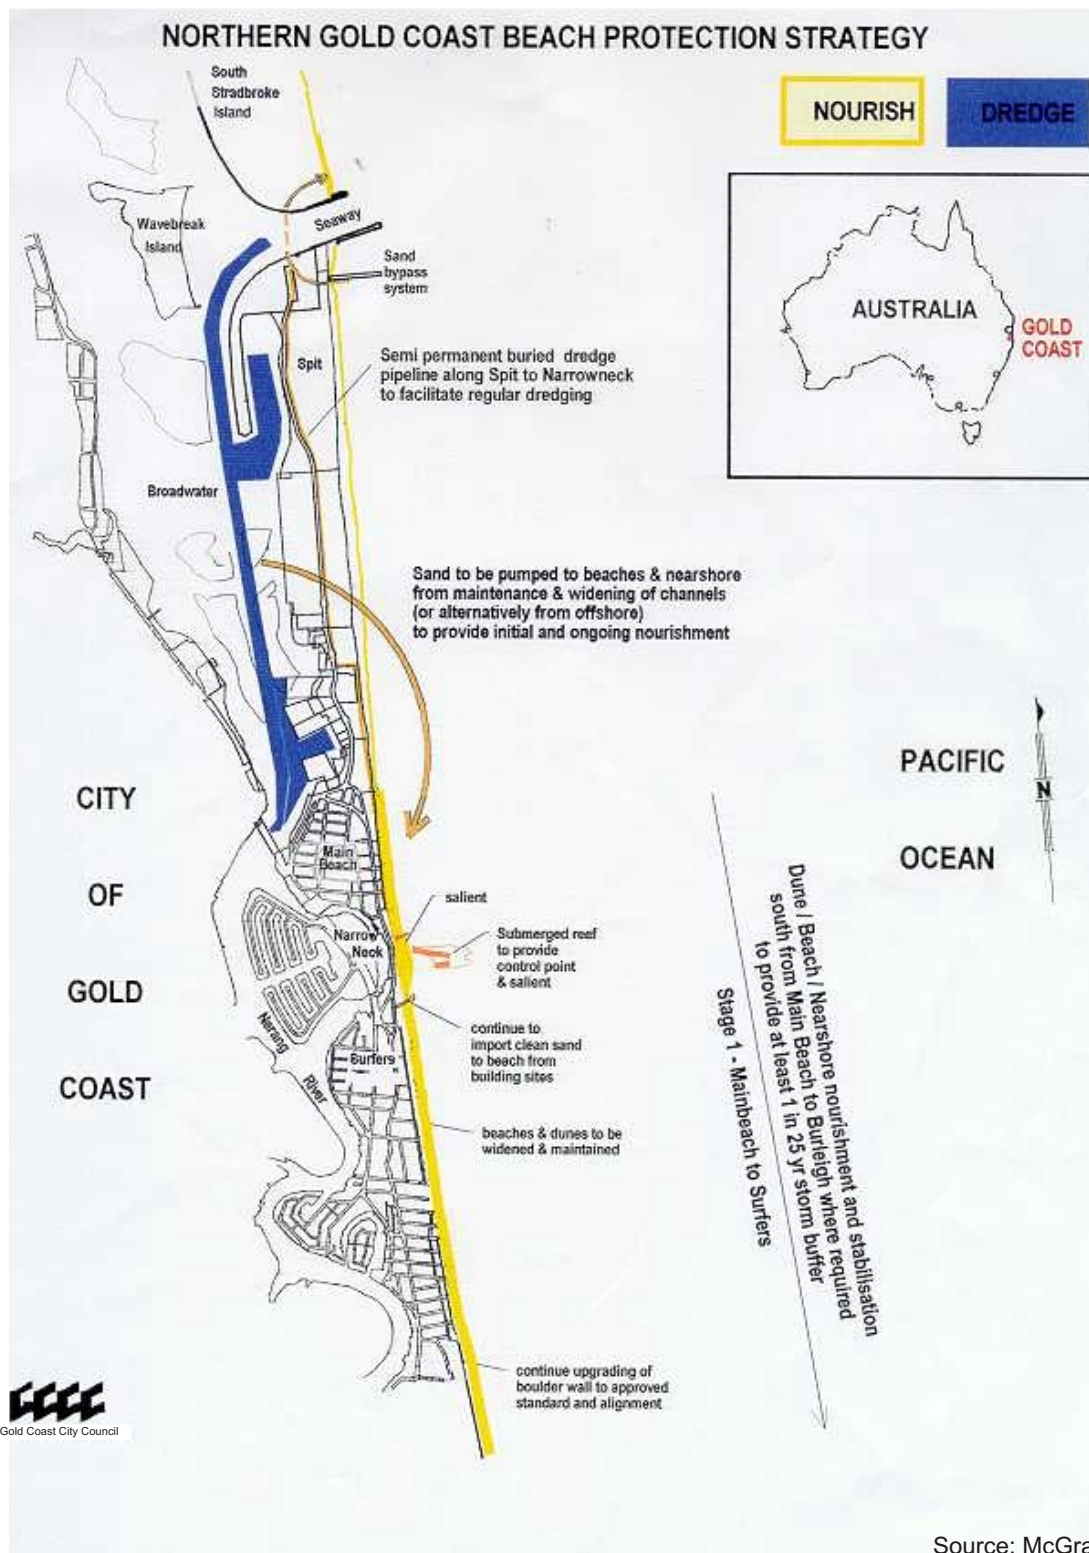 NORTHERN GOLD COAST BEACH PROTECTION STRATEGY
NOURISH
DREDGE
South
Stradbroke
Island
Wavebreak
Island
Seaway
Sand
bypass
system
AUSTRALIA
GOLD
COAST
Spit
Semi permanent buried dredge
pipeline along Spit to Narrowneck
to facilitate regular dredging
Broadwater
Sand to be pumped to beaches & nearshore
from maintenance & widening of channels
(or alternatively from offshore)
to provide initial and ongoing nourishment
PACIFIC
N
OCEAN
CITY
OF
GOLD
COAST
Main
Beach
salient
Narrow
Neck
Submerged reef
to provide
control point
& salient
Nerang
River
Surfers
continue to
import clean sand
to beach from
building sites
beaches & dunes to be
widened & maintained
Dune / Beach / Nearshore nourishment and stabilisation
south from Main Beach to Burleigh where required
to provide at least 1 in 25 yr storm buffer
Stage 1 - Mainbeach to Surfers
continue upgrading of
boulder wall to approved
standard and alignment
GCCC
Gold Coast City Council
Source: McGra